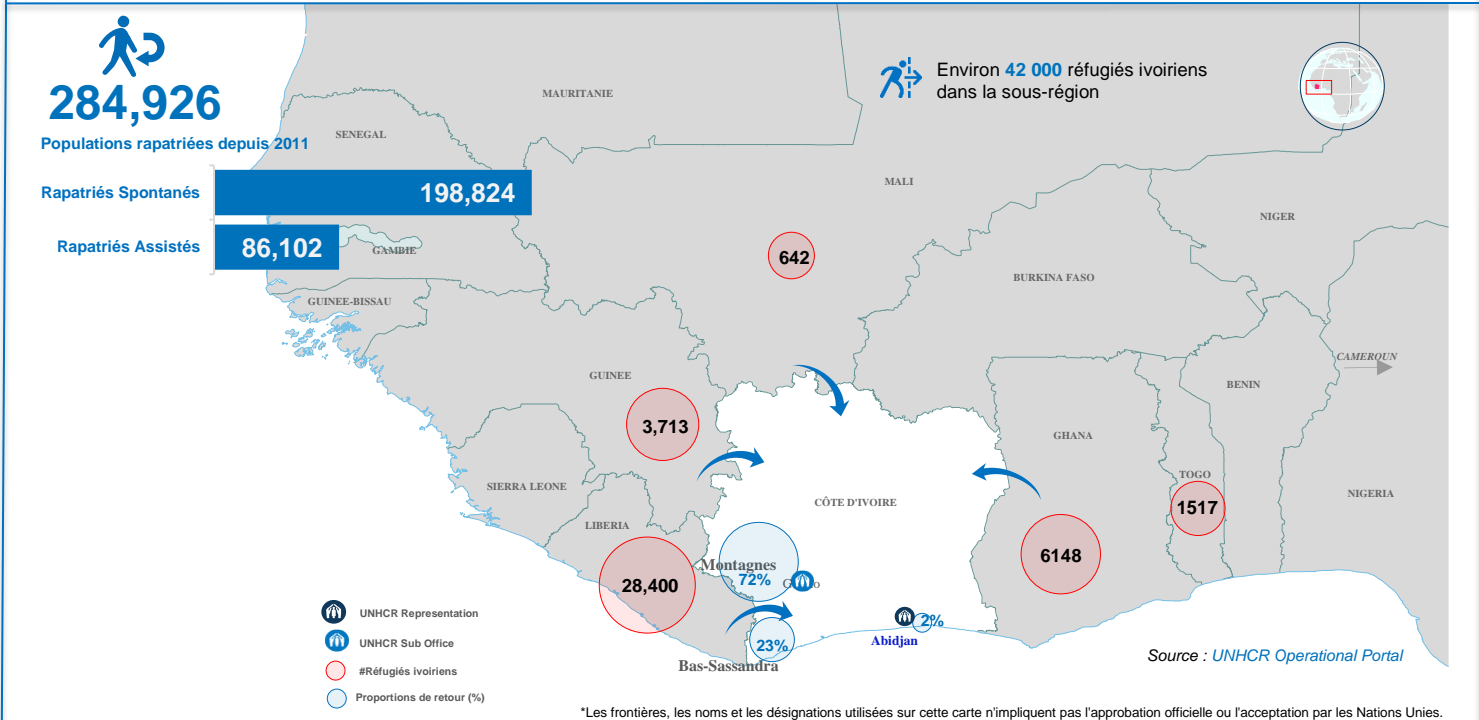 284,926
Populations rapatriées depuis 2011
Rapatriés Spontanés
198,824
Rapatriés Assistés
86,102
Environ 42 000 réfugiés ivoiriens
dans la sous-région
MAURITANIE
SENEGAL
MALI
NIGER
GAMBIE
642
BURKINA FASO
GUINEE-BISSAU
CAMEROUN
GUINEE
BENIN
3,713
GHANA
SIERRA LEONE
TOGO
NIGERIA
CÔTE D'IVOIRE
1517
LIBERIA
6148
Montagnes
72%
28,400
UNHCR Representation
2%
UNHCR Sub Office
23%
Abidjan
Bas-Sassandra
#Réfugiés ivoiriens
Proportions de retour (%)
Source : UNHCR Operational Portal
*Les frontières, les noms et les désignations utilisées sur cette carte n'impliquent pas l'approbation officielle ou l'acceptation par les Nations Unies.